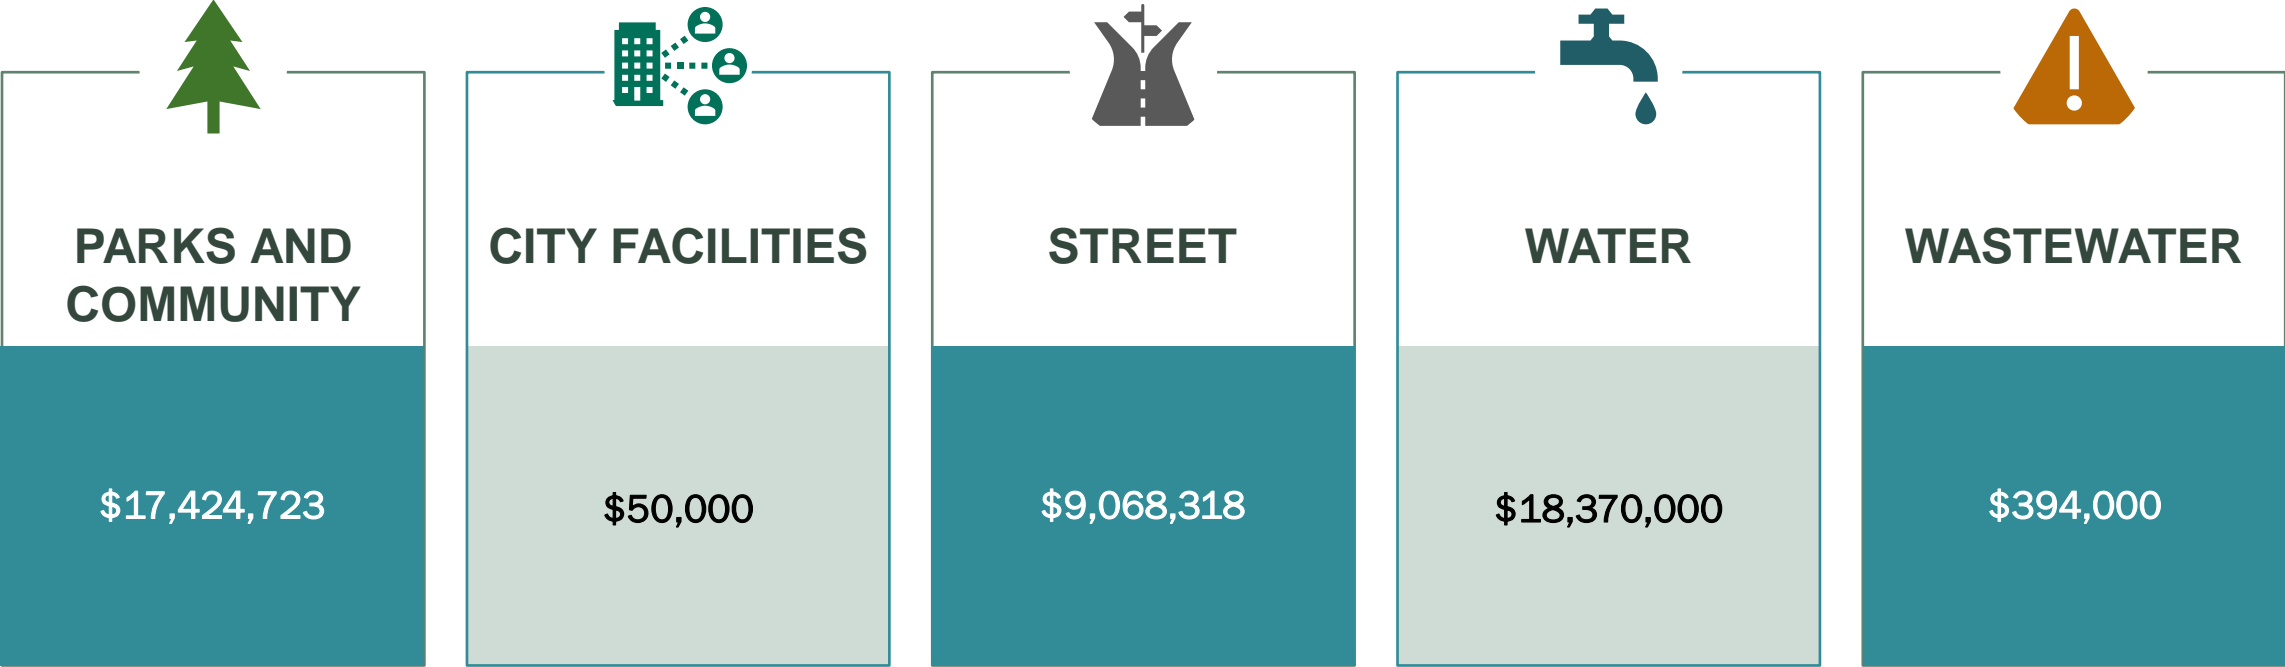 PARKS AND
COMMUNITY
$17,424,723
CITY FACILITIES
$50,000
STREET
$9,068,318
WATER
$18,370,000
WASTEWATER
$394,000